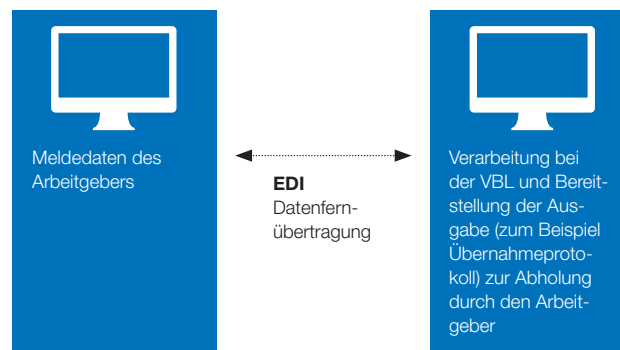 Meldedaten des
Arbeitgebers
EDI
Datenfern-
übertragung
Verarbeitung bei
der VBL und Bereit-
stellung der Aus-
gabe (zum Beispiel
Übernahmeproto-
koll) zur Abholung
durch den Arbeit-
geber